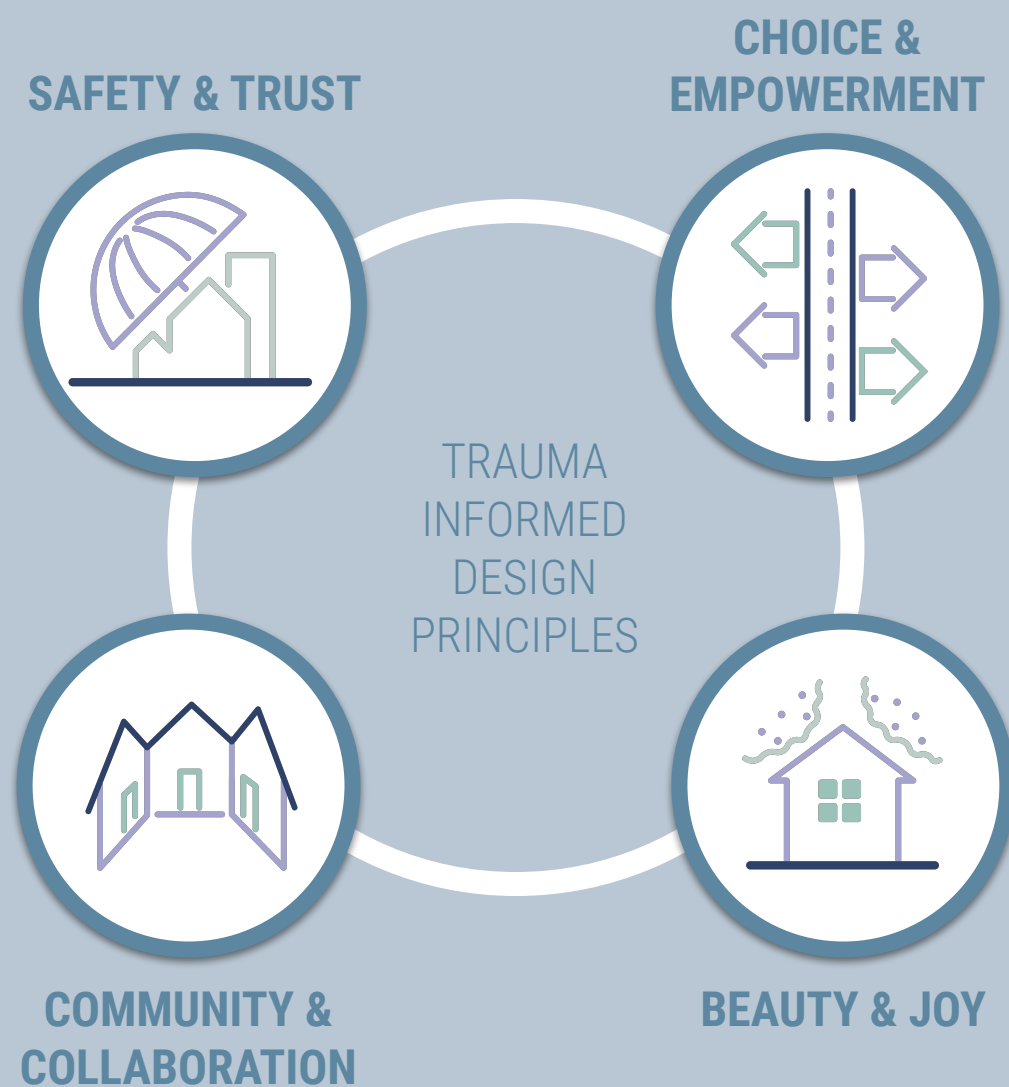 SAFETY & TRUST
CHOICE &
EMPOWERMENT
TRAUMA
INFORMED
DESIGN
PRINCIPLES
COMMUNITY &
COLLABORATION
BEAUTY & JOY